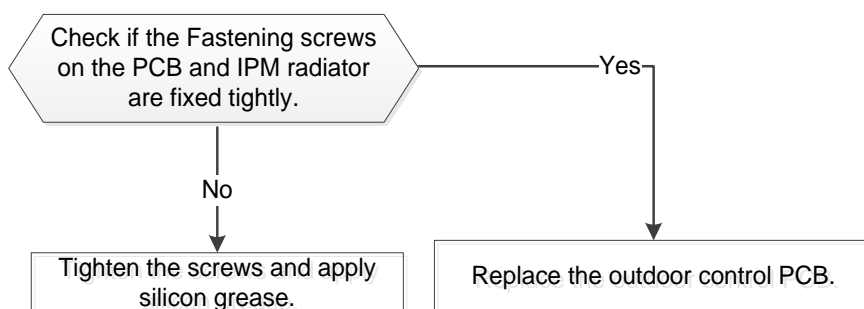 Check if the Fastening screws
on the PCB and IPM radiator
are fixed tightly.
Yes
No
Tighten the screws and apply
silicon grease.
Replace the outdoor control PCB.